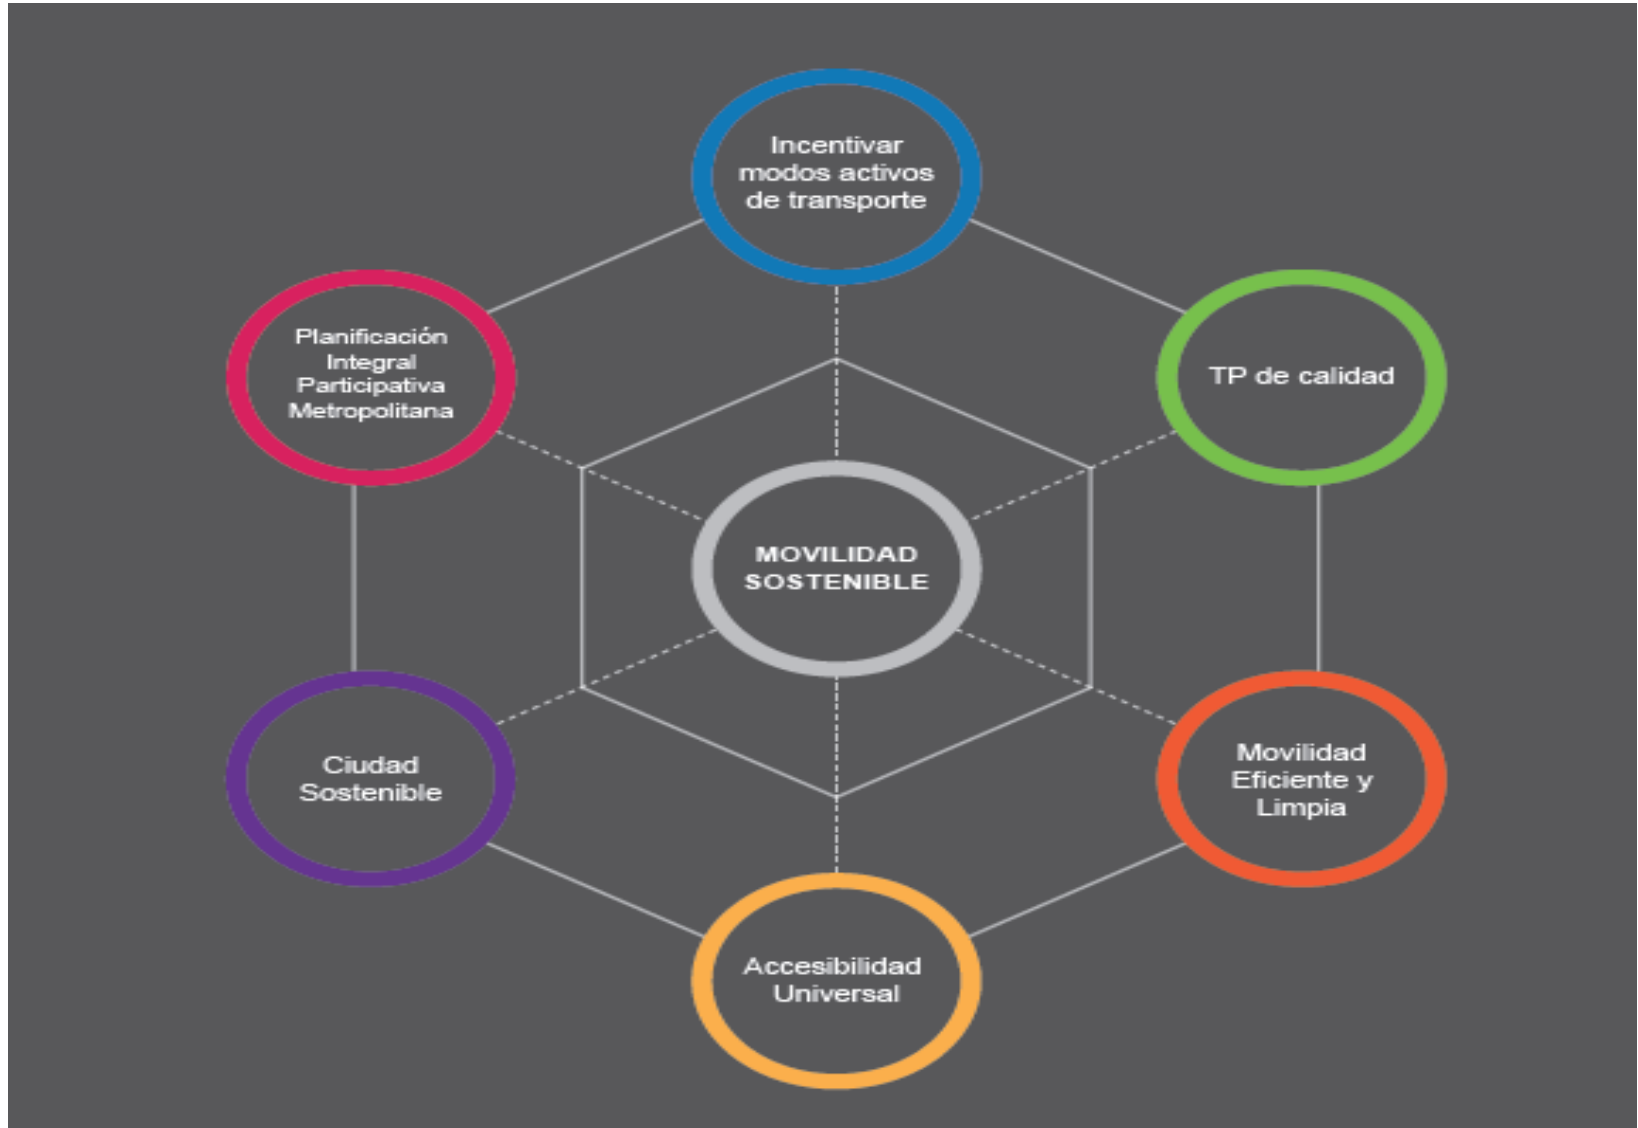 Incentivar
modos activos
de transporte
Planificación
Integral
Participativa
Metropolitana
TP de calidad
MOVILIDAD
SOSTENIBLE
Ciudad
Sostenible
Movilidad
Eficiente y
Limpia
Accesibilidad
Universal